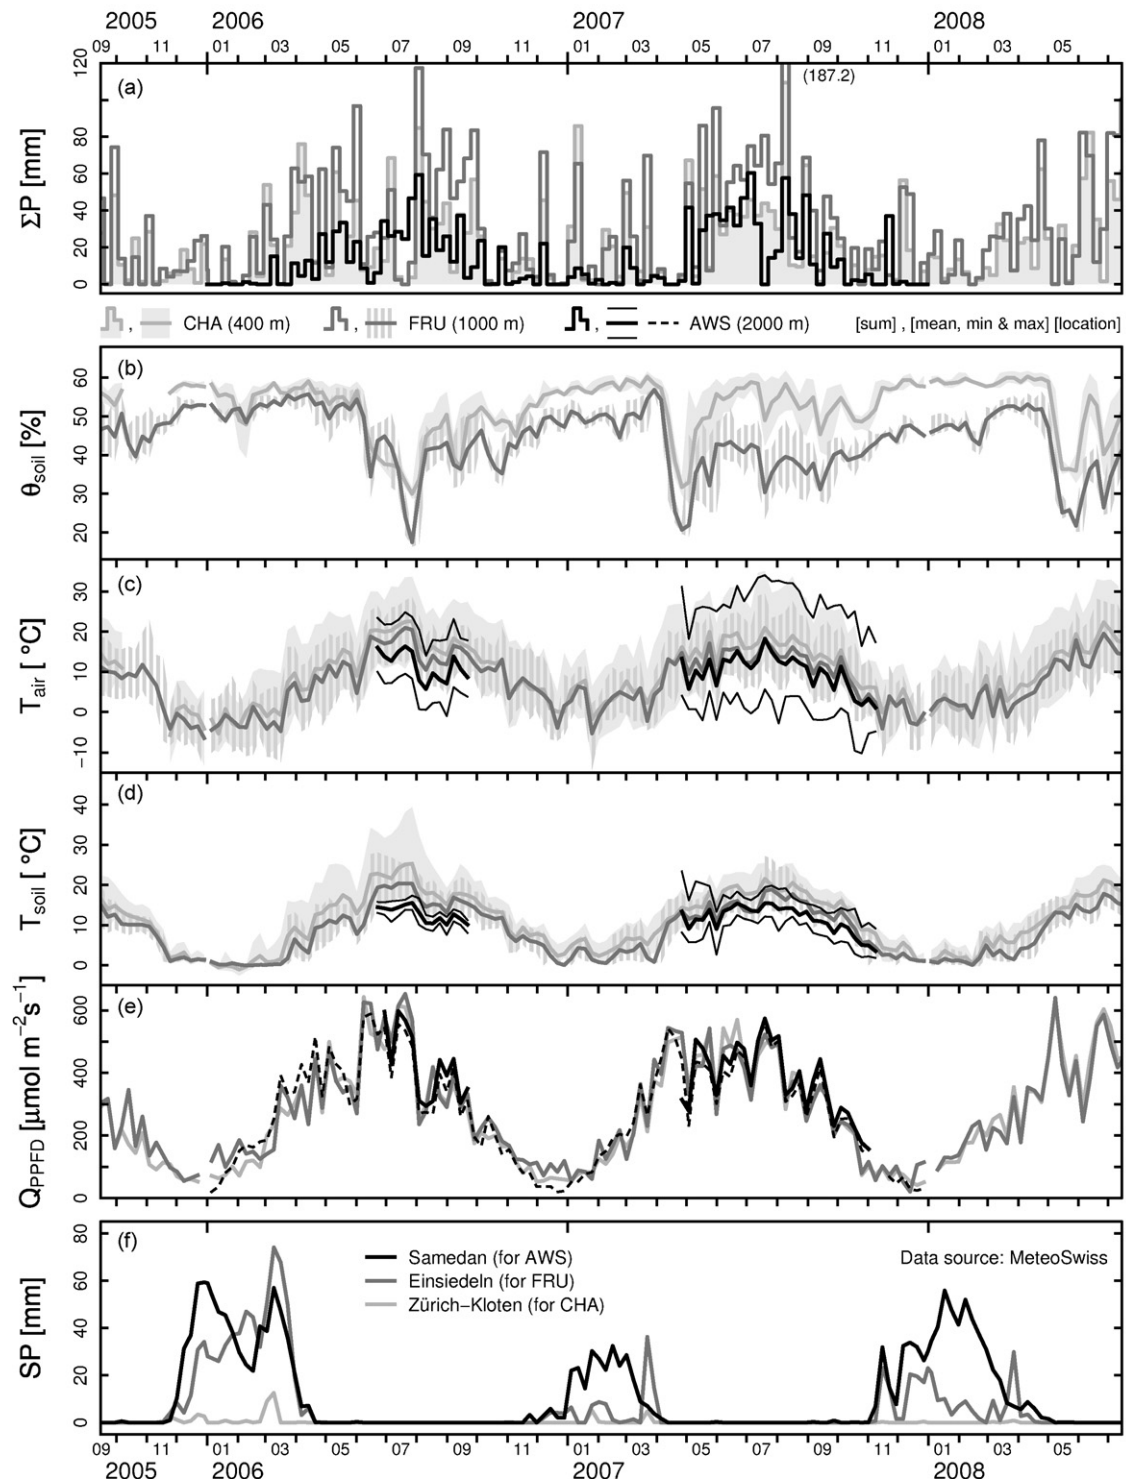 2005 2006 2007 2008
09 11 01 03 05 07 09 11 01 03 05 07 09 11 01 03 05
(a)
(187.2)
ΣP [mm]
0 20 40 60 80 120
CHA (400 m) FRU (1000 m) AWS (2000 m) [sum] , [mean, min & max] [location]
(b)
θsoil [%]
20 30 40 50 60
(c)
Tair [ °C]
−10 0 10 20 30
(d)
Tsoil [ °C]
0 10 20 30 40
(e)
QPPFD [μmol m−2s−1]
0 200 400 600
(f)
Samedan (for AWS)
Data source: MeteoSwiss
Einsiedeln (for FRU)
Zürich−Kloten (for CHA)
SP [mm]
0 20 40 60 80
09 11 01 03 05 07 09 11 01 03 05 07 09 11 01 03 05
2005 2006 2007 2008